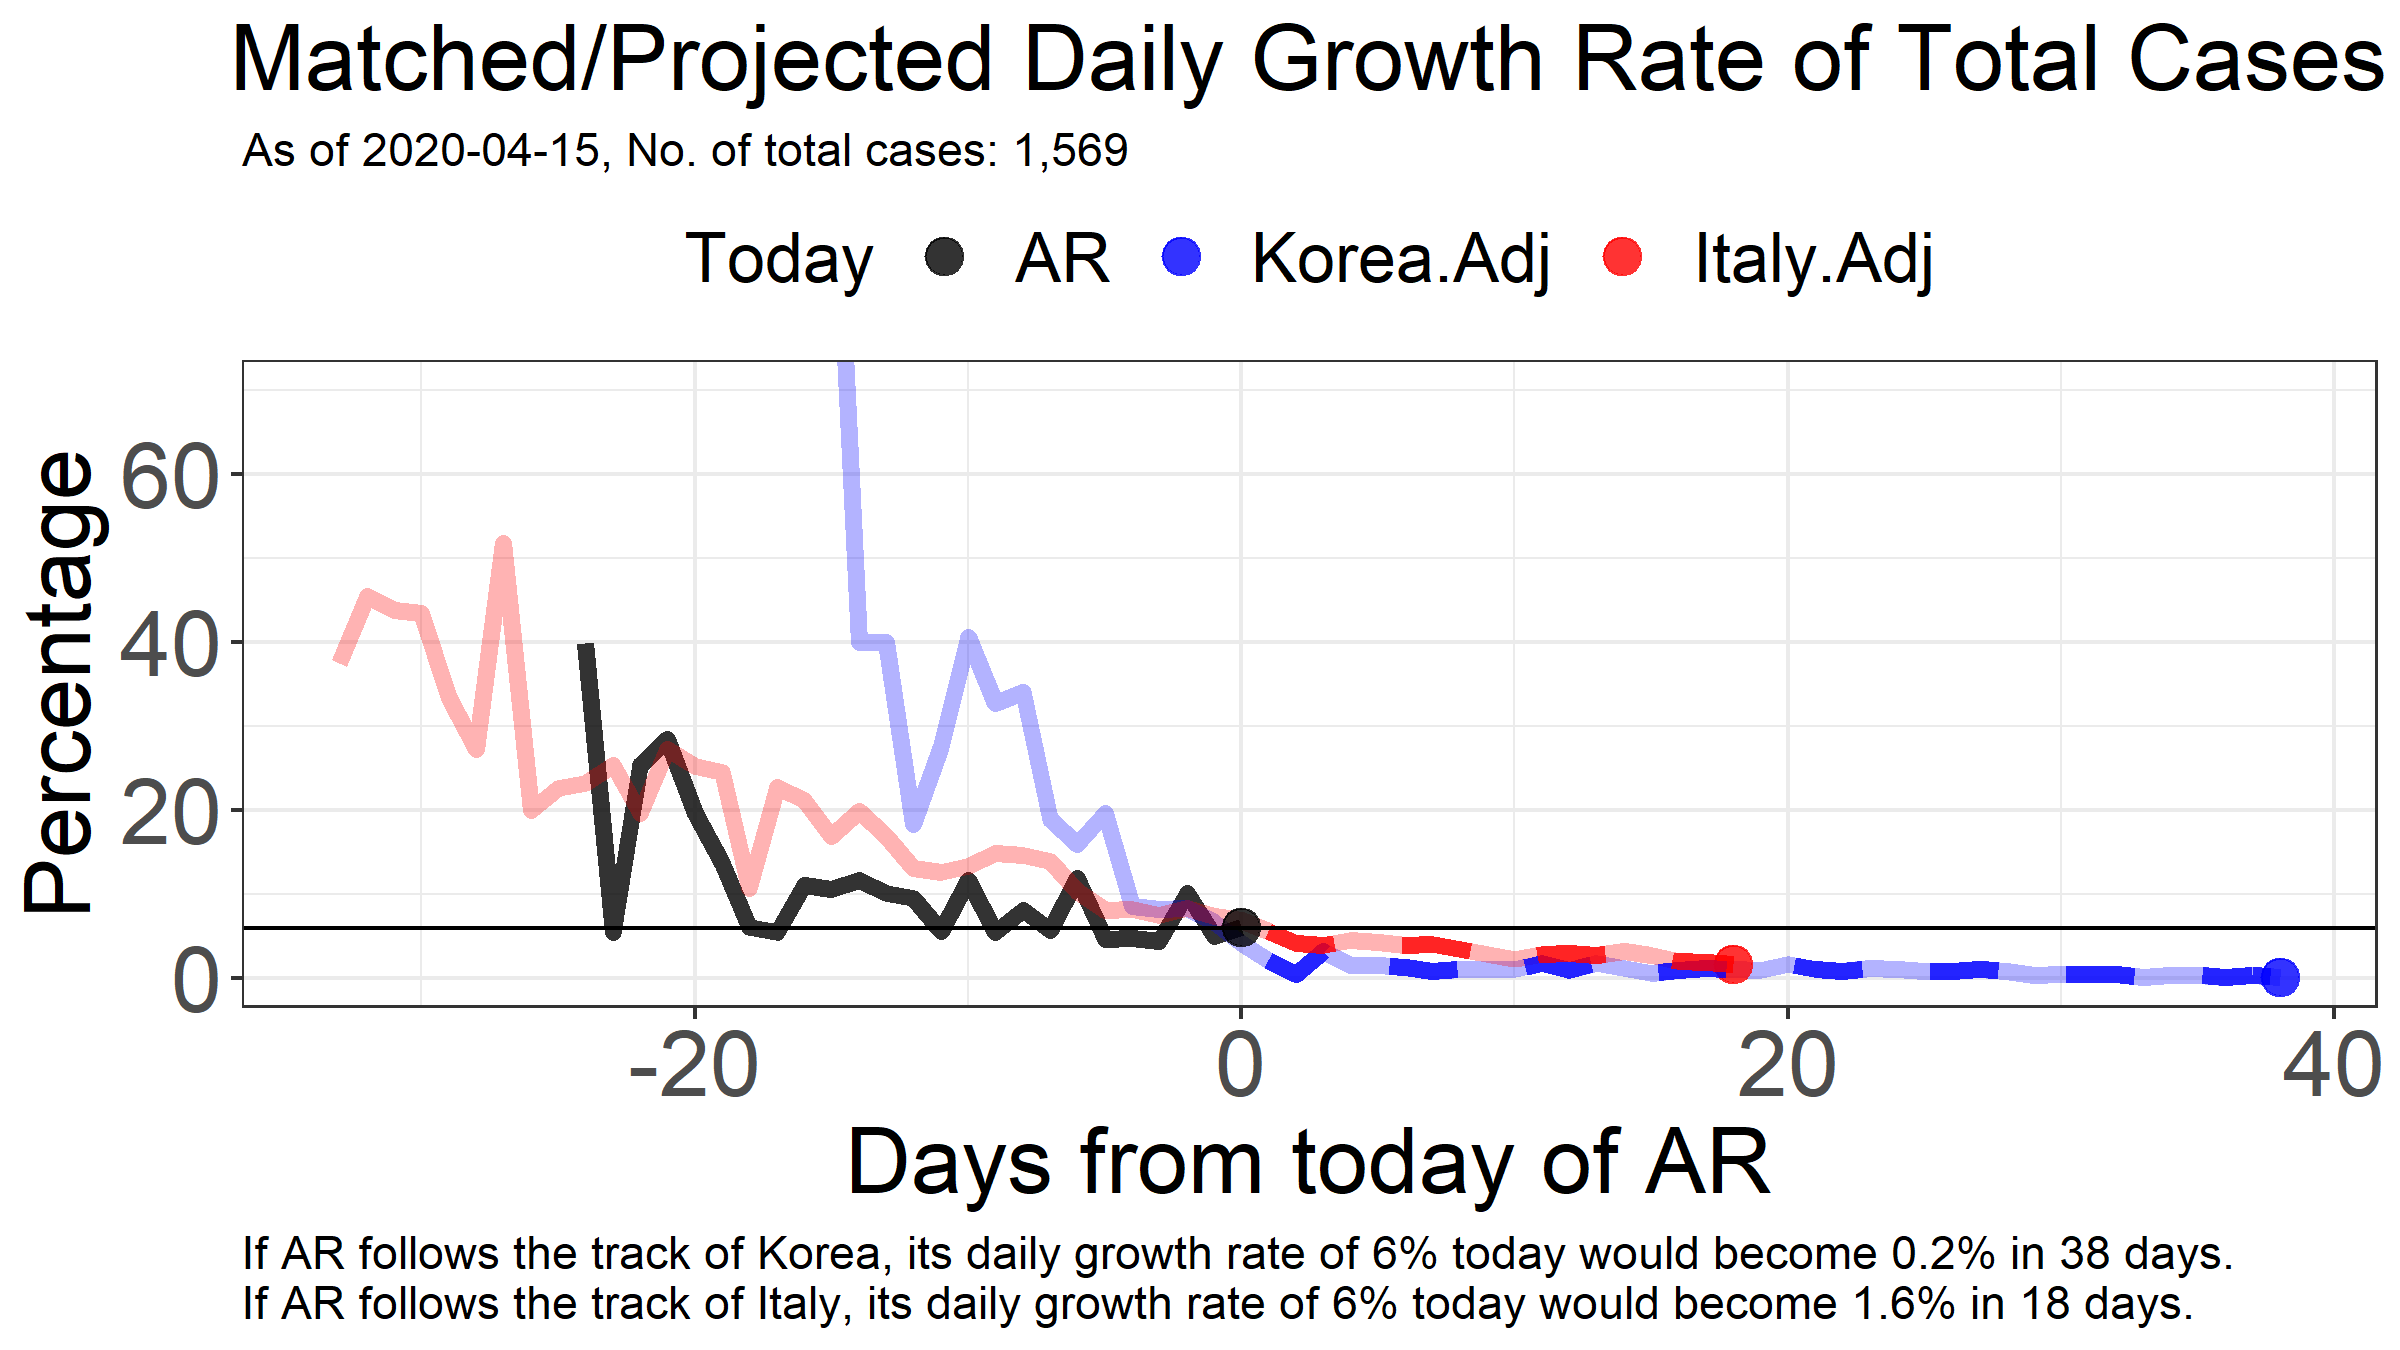 Matched/Projected Daily Growth Rate of Total Cases
As of 2020-04-15, No. of total cases: 1,569
Today AR Korea.Adj Italy.Adj
Percentage
60
40
20
0
-20 0 20 40
Days from today of AR
If AR follows the track of Korea, its daily growth rate of 6% today would become 0.2% in 38 days.
If AR follows the track of Italy, its daily growth rate of 6% today would become 1.6% in 18 days.